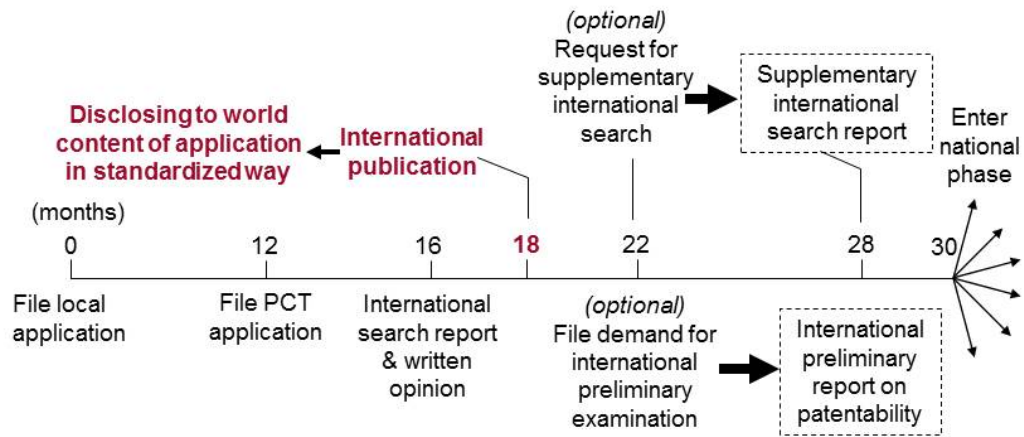 (optional)
Request for
supplementary
international
search
Supplementary
international
search report
Enter
national
phase
Disclosing to world
content of application
in standardized way
International
publication
(months)
0
12
16
18
22
28
30
File local
application
File PCT
application
International
search report
& written
opinion
(optional)
File demand for
international
preliminary
examination
International
preliminary
report on
patentability